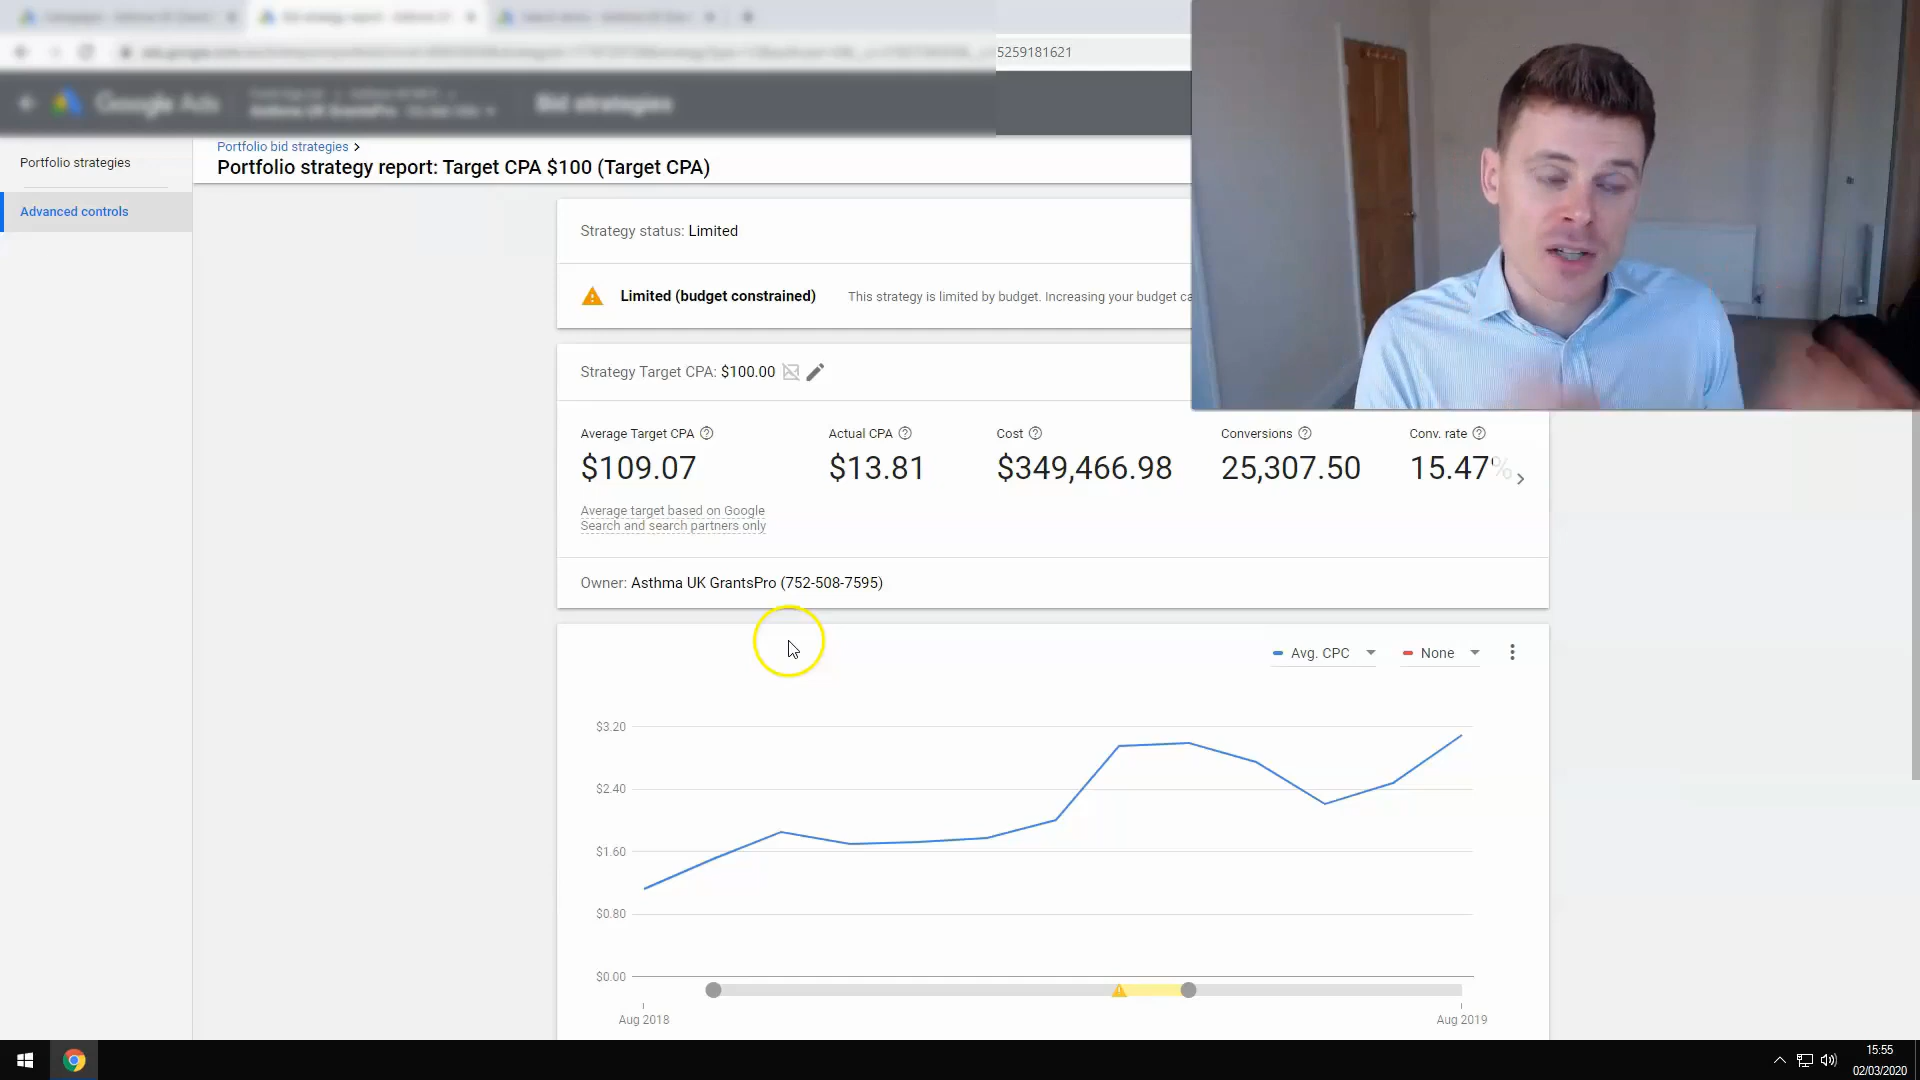 5259181621
Google Ads
Bid strategies
Portfolio strategies
Advanced controls
Portfolio bid strategies
Portfolio strategy report: Target CPA $100 (Target CPA)
Strategy status: Limited
Limited (budget constrained)
This strategy is limited by budget. Increasing your budget ca
Strategy Target CPA: $100.00
Average Target CPA
$109.07
Average target based on Google
Search and search partners only
Actual CPA
$13.81
Cost
$349,466.98
Conversions
25,307.50
Conv. rate
15.47%
Owner: Asthma UK GrantsPro (752-508-7595)
Avg. CPC
None
$3.20
$2.40
$1.60
$0.80
$0.00
Aug 2018
Aug 2019
15:55
02/03/2020